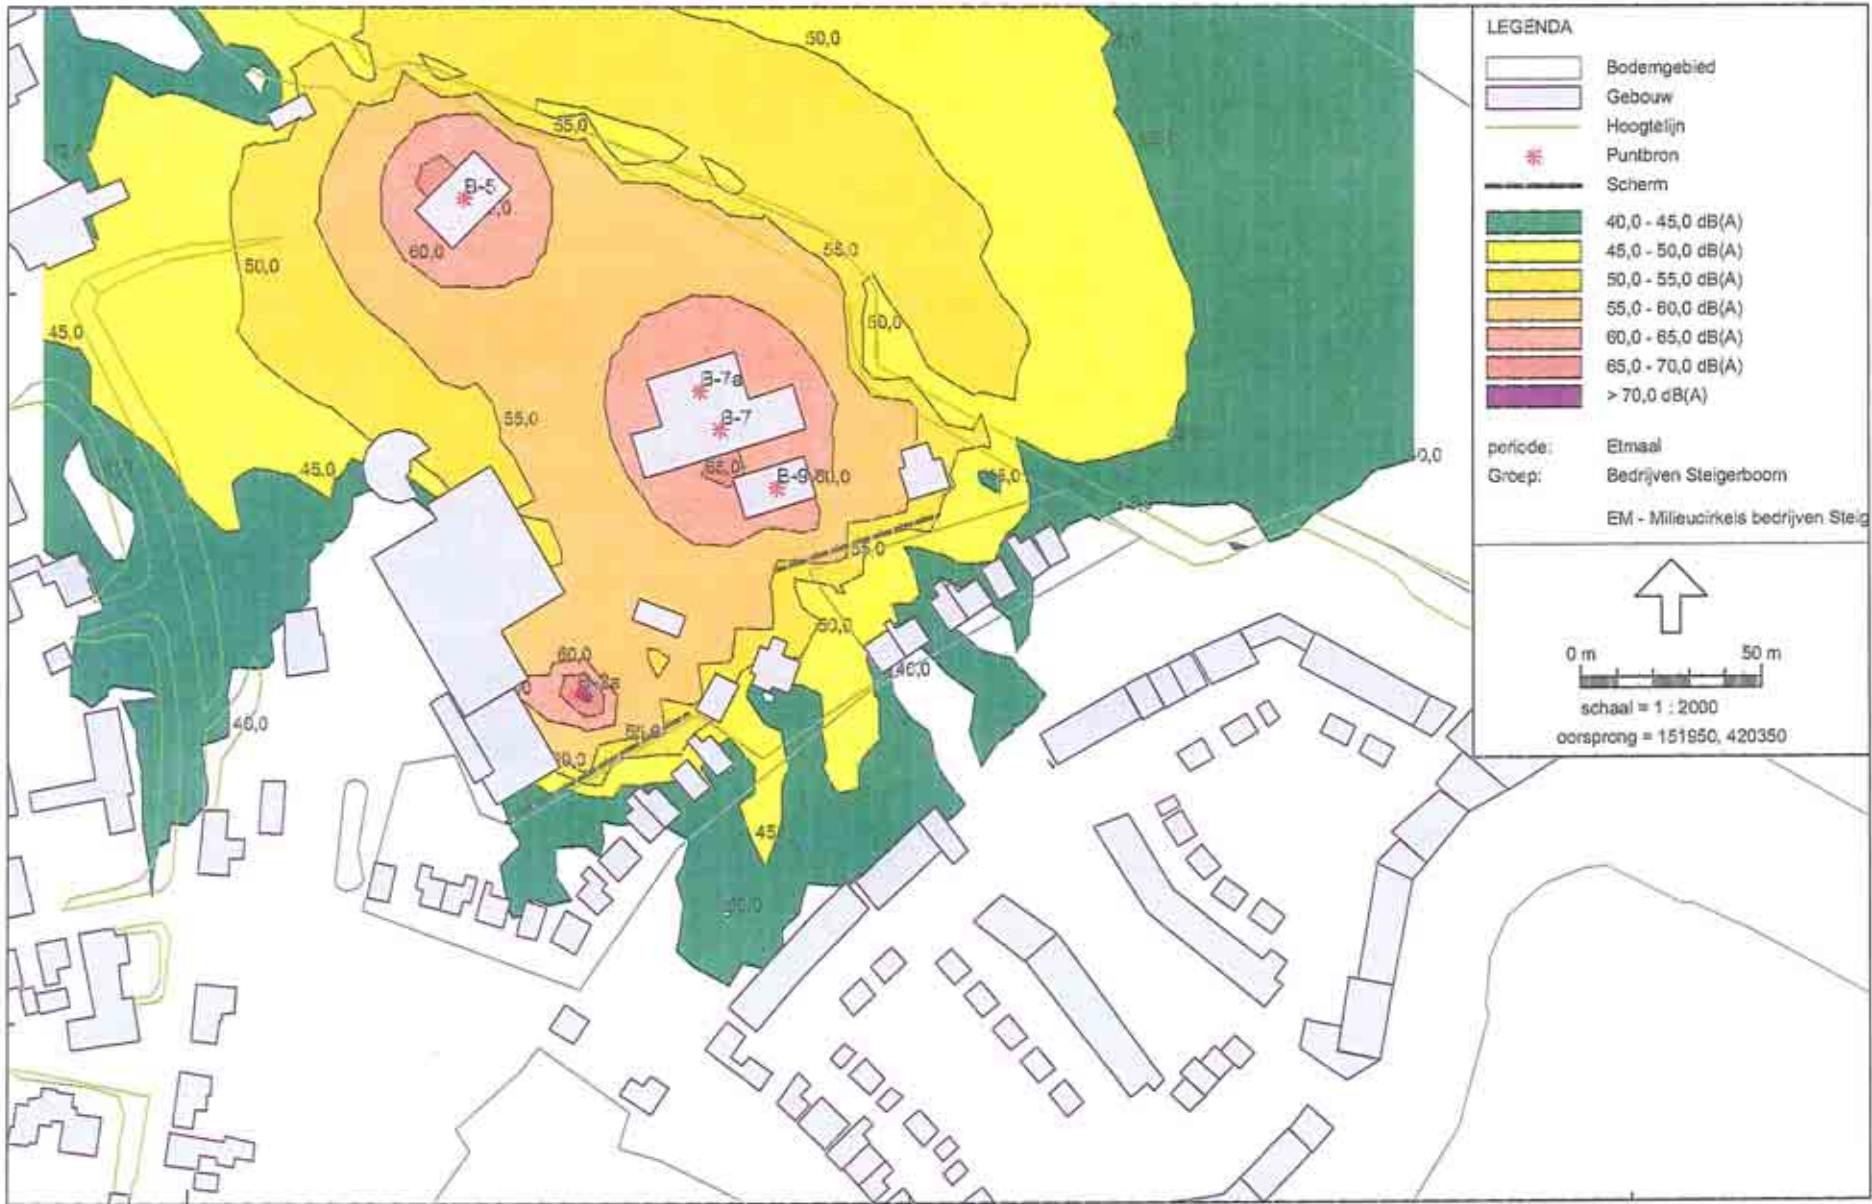 50,0
55,0
B-5
60,0
50,0
55,0
45,0
50,0
B-7a
B-7
55,0
45,0
65,0
B-9
60,0
55,0
50,0
60,0
40,0
40,0
45
LEGENDA
Bodemgebied
Gebouw
Hoogtelijn
Puntbron
Scherm
40,0 - 45,0 dB(A)
45,0 - 50,0 dB(A)
50,0 - 55,0 dB(A)
55,0 - 60,0 dB(A)
60,0 - 65,0 dB(A)
65,0 - 70,0 dB(A)
> 70,0 dB(A)
periode: Etmaal
Groep: Bedrijven Steigerboom
EM - Milieucirkels bedrijven Steig
0 m 50 m
schaal = 1 : 2000
oorsprong = 151950, 420350